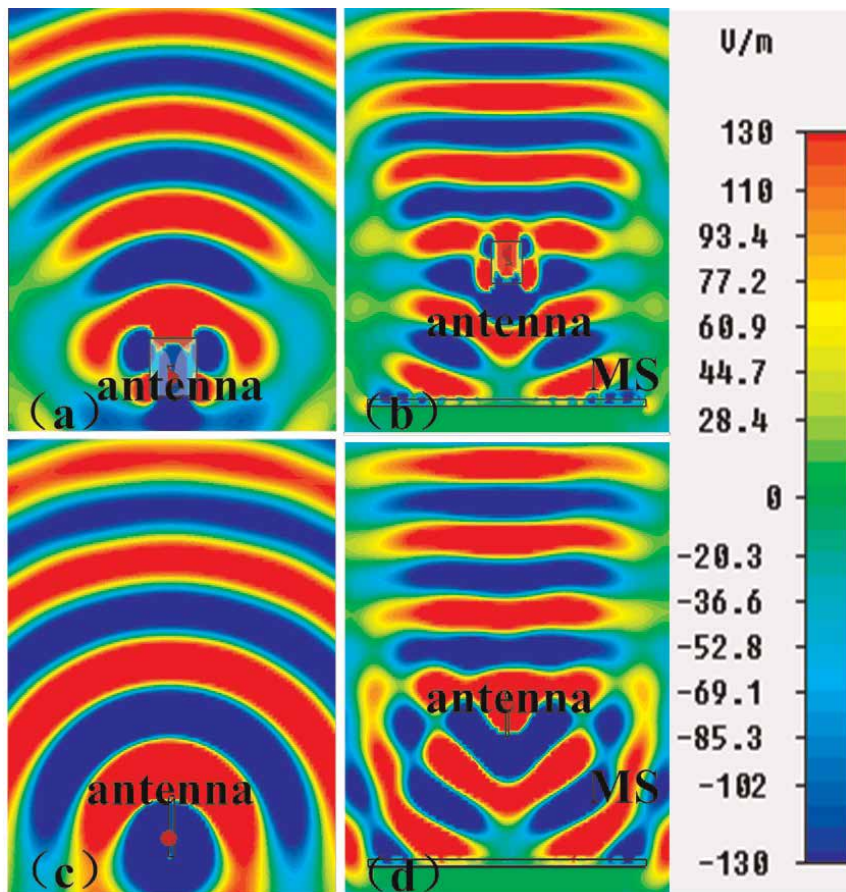 antenna
(a)
antenna
MS
(b)
antenna
(c)
antenna
MS
(d)
V/m
130
110
93.4
77.2
60.9
44.7
28.4
0
-20.3
-36.6
-52.8
-69.1
-85.3
-102
-130